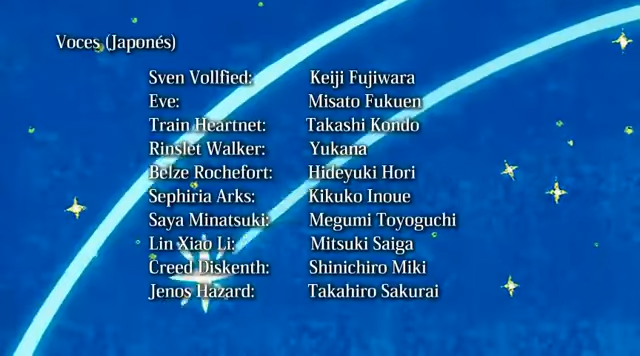 Voces (Japonés)
Sven Vollfied: Keiji Fujiwara
Eve: Misato Fukuen
Train Heartnet: Takashi Kondo
Rinslet Walker: Yukana
Belze Rochefort: Hideyuki Hori
Sephiria Arks: Kikuko Inoue
Saya Minatsuki: Megumi Toyoguchi
Lin Xiao Li: Mitsuki Saiga
Creed Diskenth: Shinichiro Miki
Jenos Hazard: Takahiro Sakurai